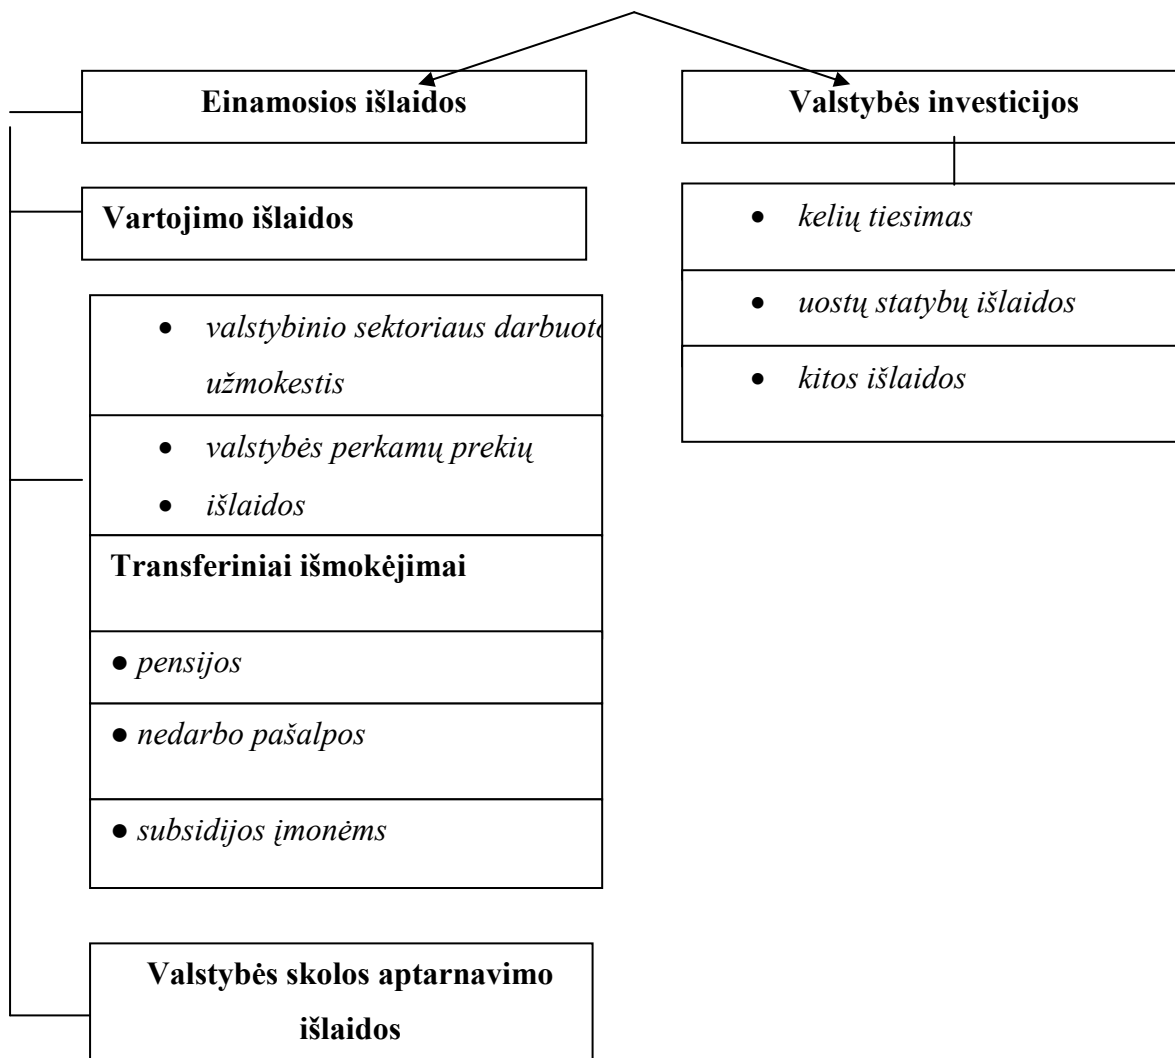 Einamosios išlaidos
Vartojimo išlaidos
• valstybinio sektoriaus darbuoto
užmokestis
• valstybės perkamų prekių
• išlaidos
Transferiniai išmokėjimai
● pensijos
● nedarbo pašalpos
● subsidijos įmonėms
Valstybės skolos aptarnavimo
išlaidos
Valstybės investicijos
• kelių tiesimas
• uostų statybų išlaidos
• kitos išlaidos